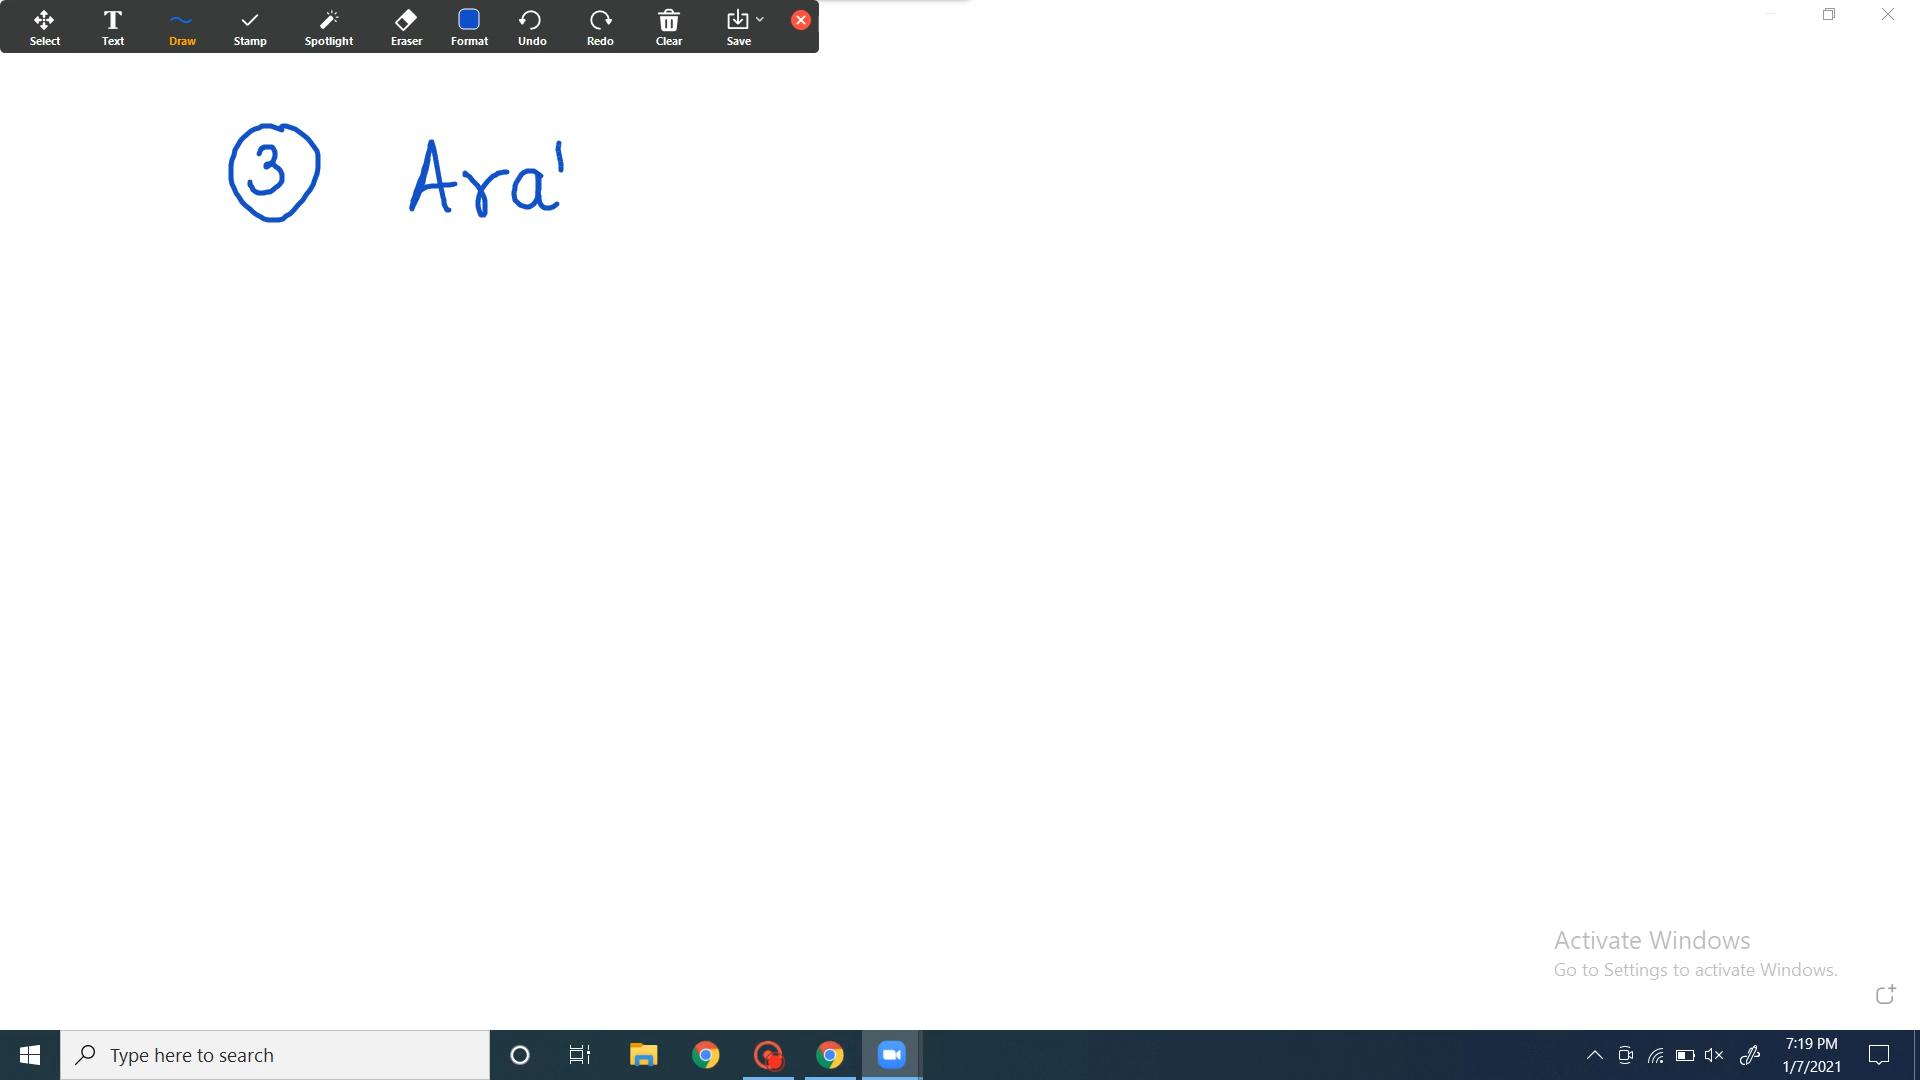 Select Text Draw Stamp Spotlight Eraser Format Undo Redo Clear Save
3 Ara'
Activate Windows
Go to Settings to activate Windows.
Type here to search
7:19 PM
1/7/2021